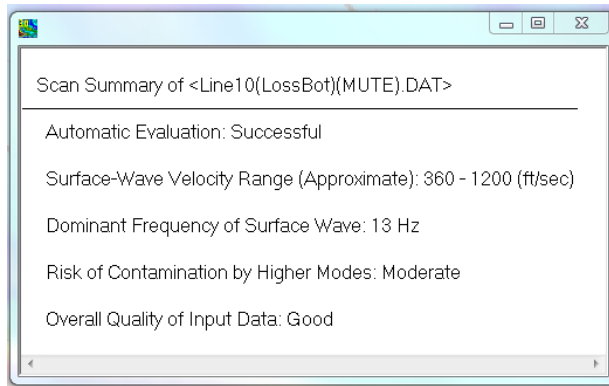 Scan Summary of <Line10(LossBot)(MUTE).DAT>
Automatic Evaluation: Successful
Surface-Wave Velocity Range (Approximate): 360 - 1200 (ft/sec)
Dominant Frequency of Surface Wave: 13 Hz
Risk of Contamination by Higher Modes: Moderate
Overall Quality of Input Data: Good